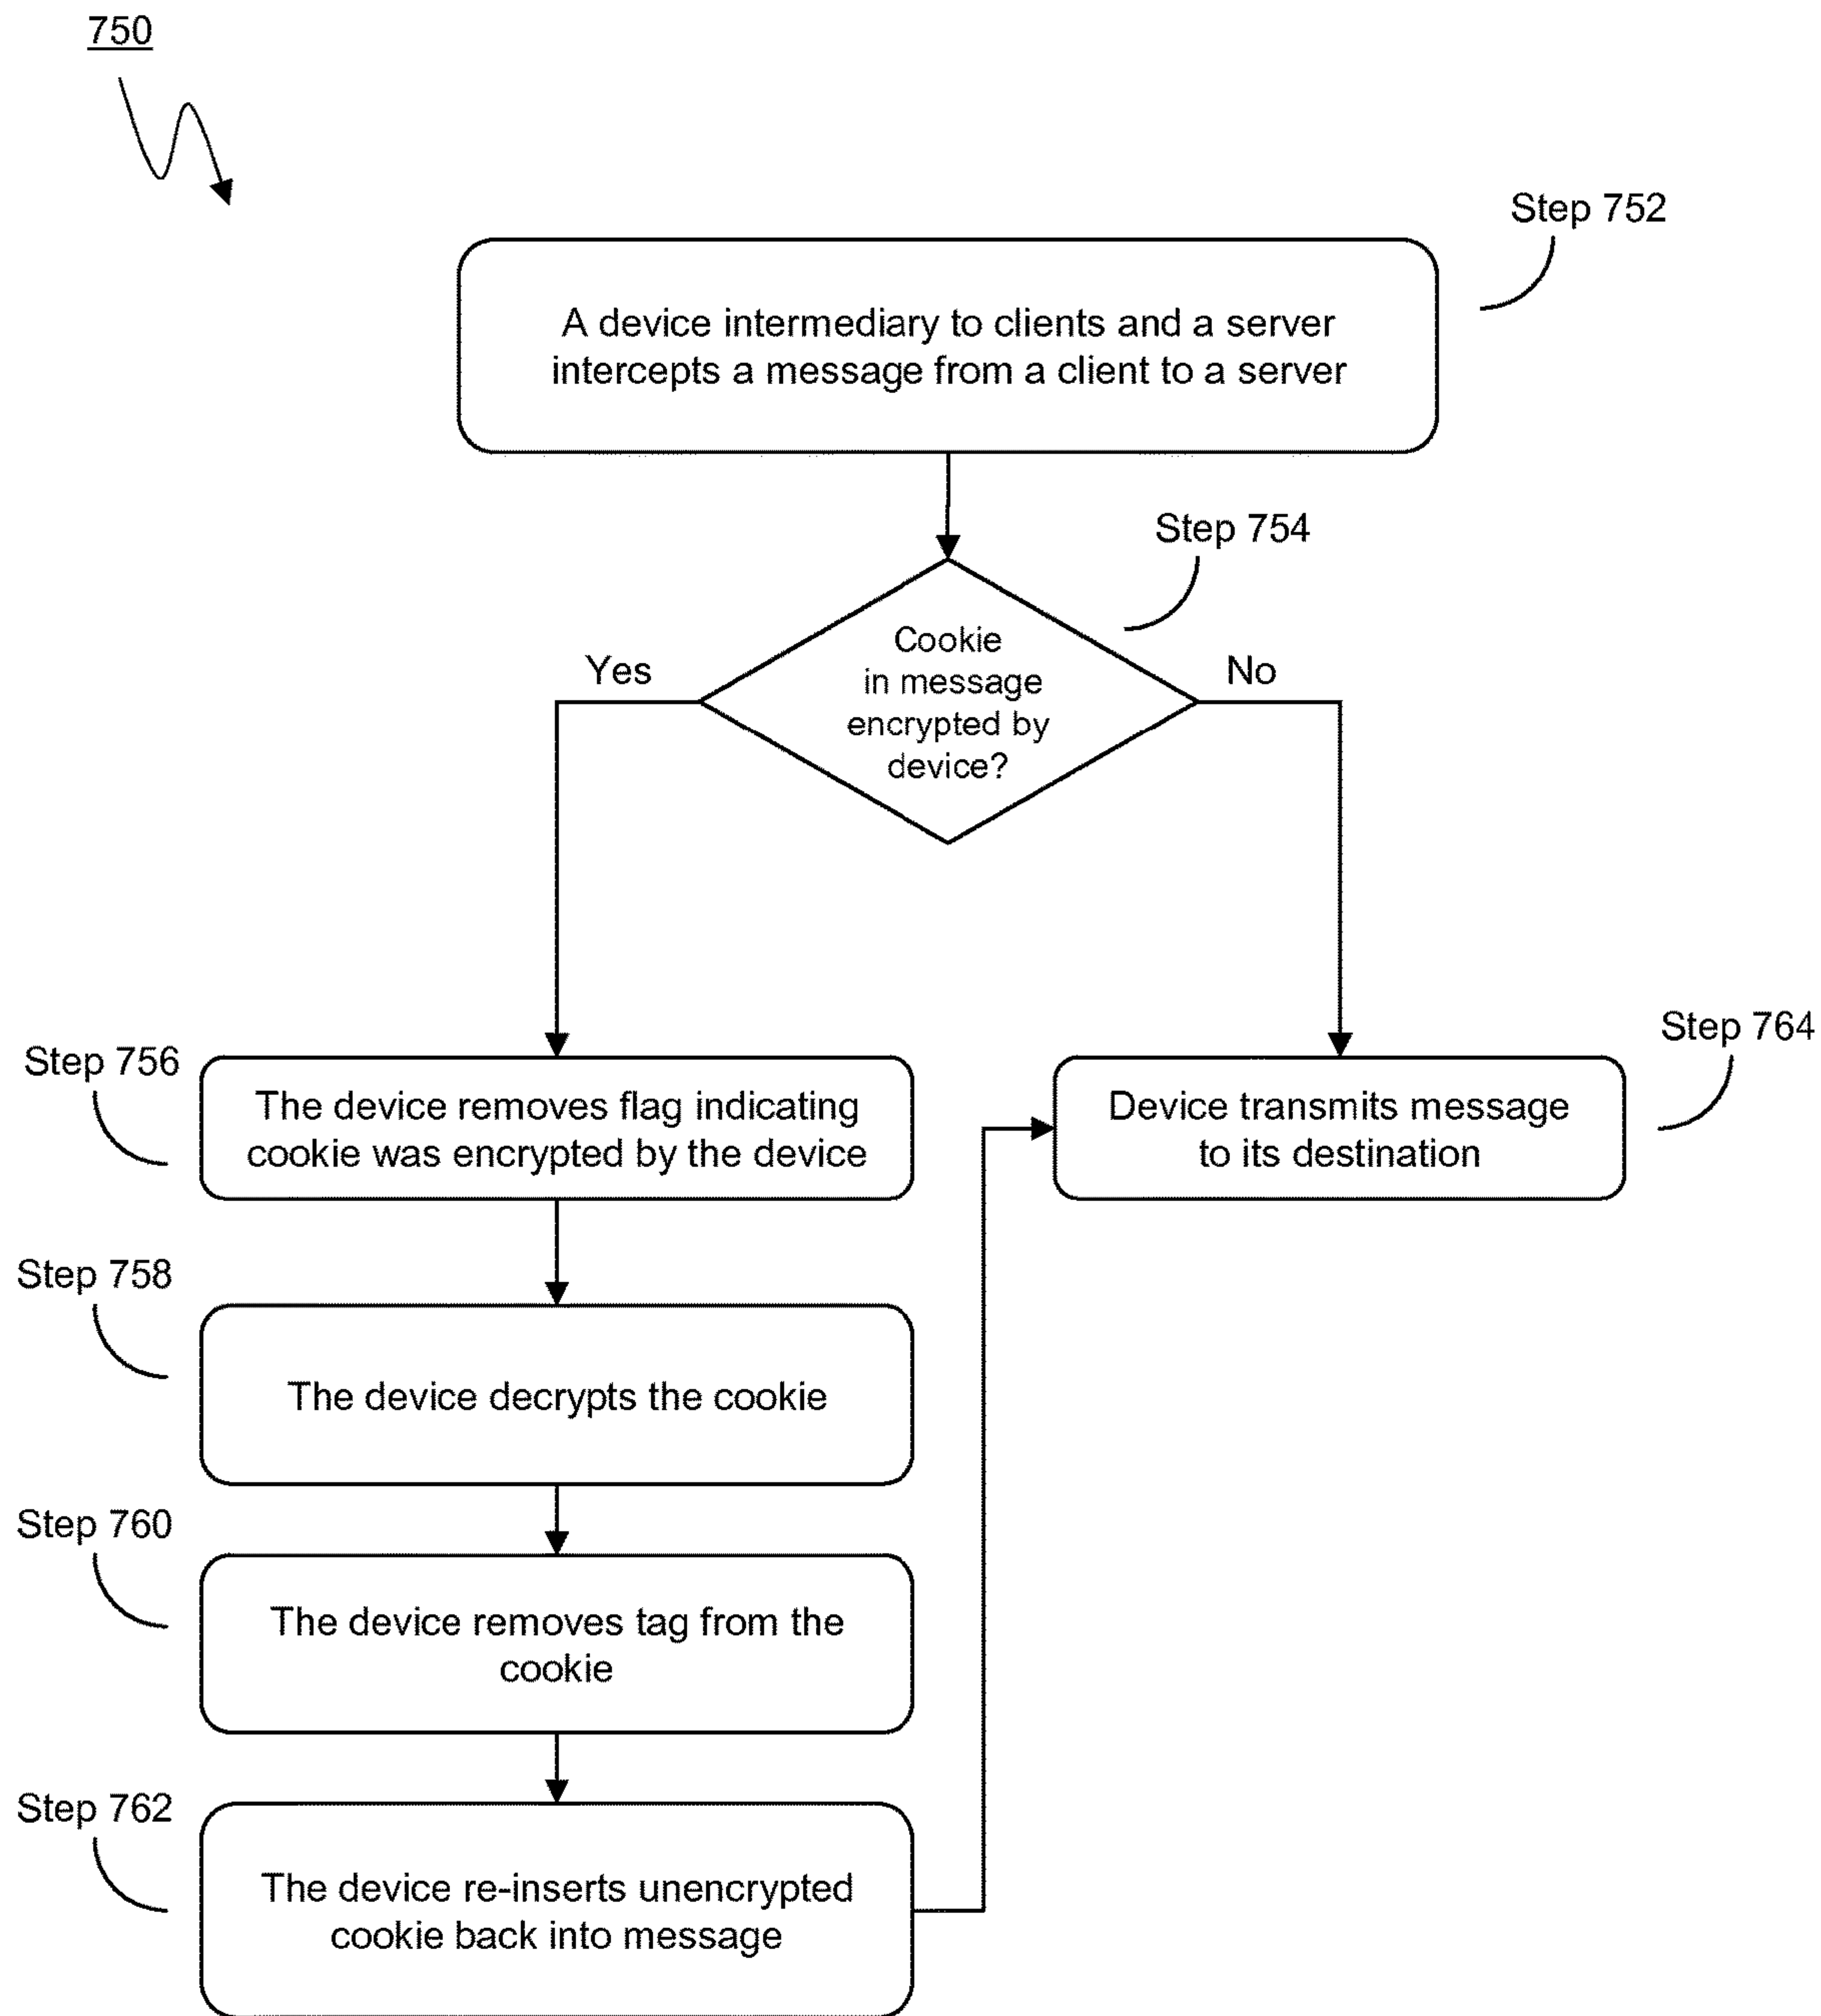 750
Step 752
A device intermediary to clients and a server
intercepts a message from a client to a server
Step 754
Cookie
in message
encrypted by
device?
Yes
No
Step 756
The device removes flag indicating
cookie was encrypted by the device
Step 764
Device transmits message
to its destination
Step 758
The device decrypts the cookie
Step 760
The device removes tag from the
cookie
Step 762
The device re-inserts unencrypted
cookie back into message